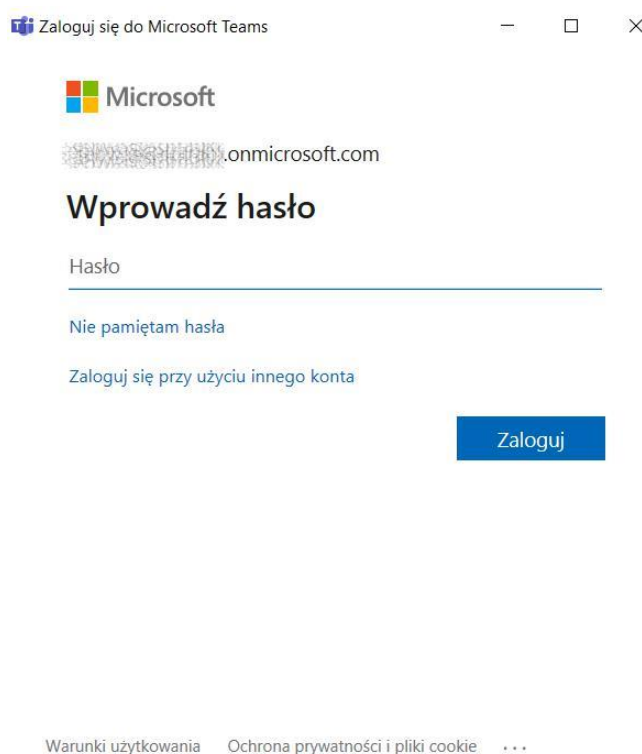 Zaloguj się do Microsoft Teams
Microsoft
.onmicrosoft.com
Wprowadź hasło
Hasło
Nie pamiętam hasła
Zaloguj się przy użyciu innego konta
Zaloguj
Warunki użytkowania Ochrona prywatności i pliki cookie ...